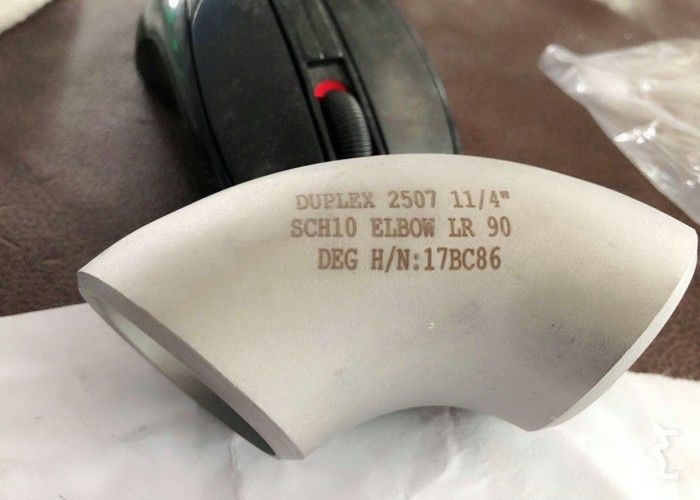 DUPLEX 2507 11/4"
SCH10 ELBOW LR 90
DEG H/N:17BC86